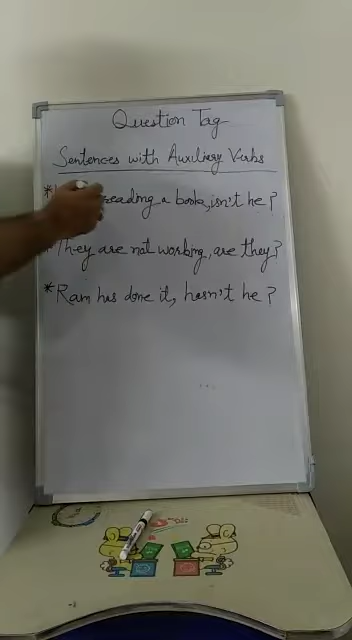 Question Tag
Sentences with Auxiliary Verbs
* reading a book, isn't he?
They are not working, are they?
* Ram has done it, hasn't he?